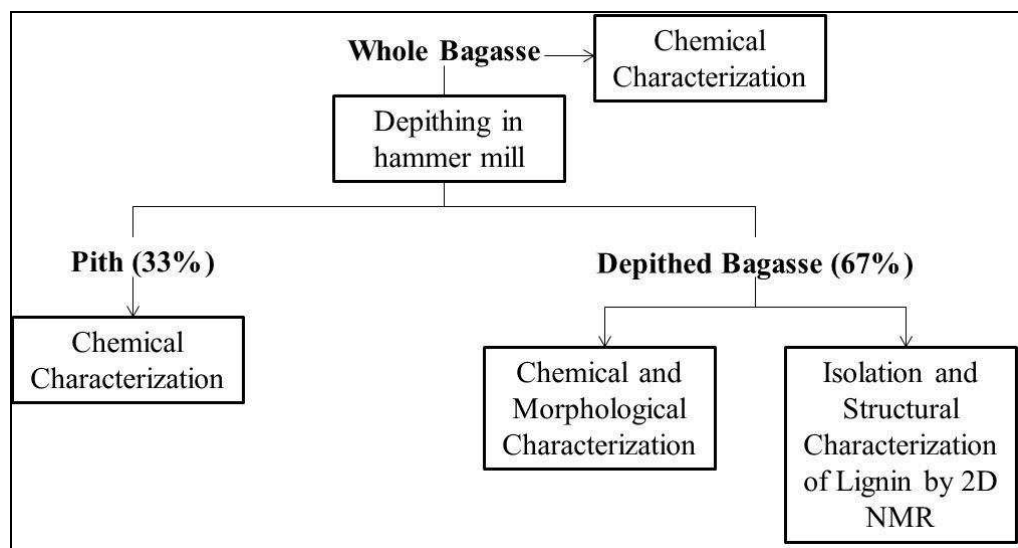 Whole Bagasse
Chemical
Characterization
Depithing in
hammer mill
Pith (33%)
Depithed Bagasse (67%)
Chemical
Characterization
Chemical and
Morphological
Characterization
Isolation and
Structural
Characterization
of Lignin by 2D
NMR